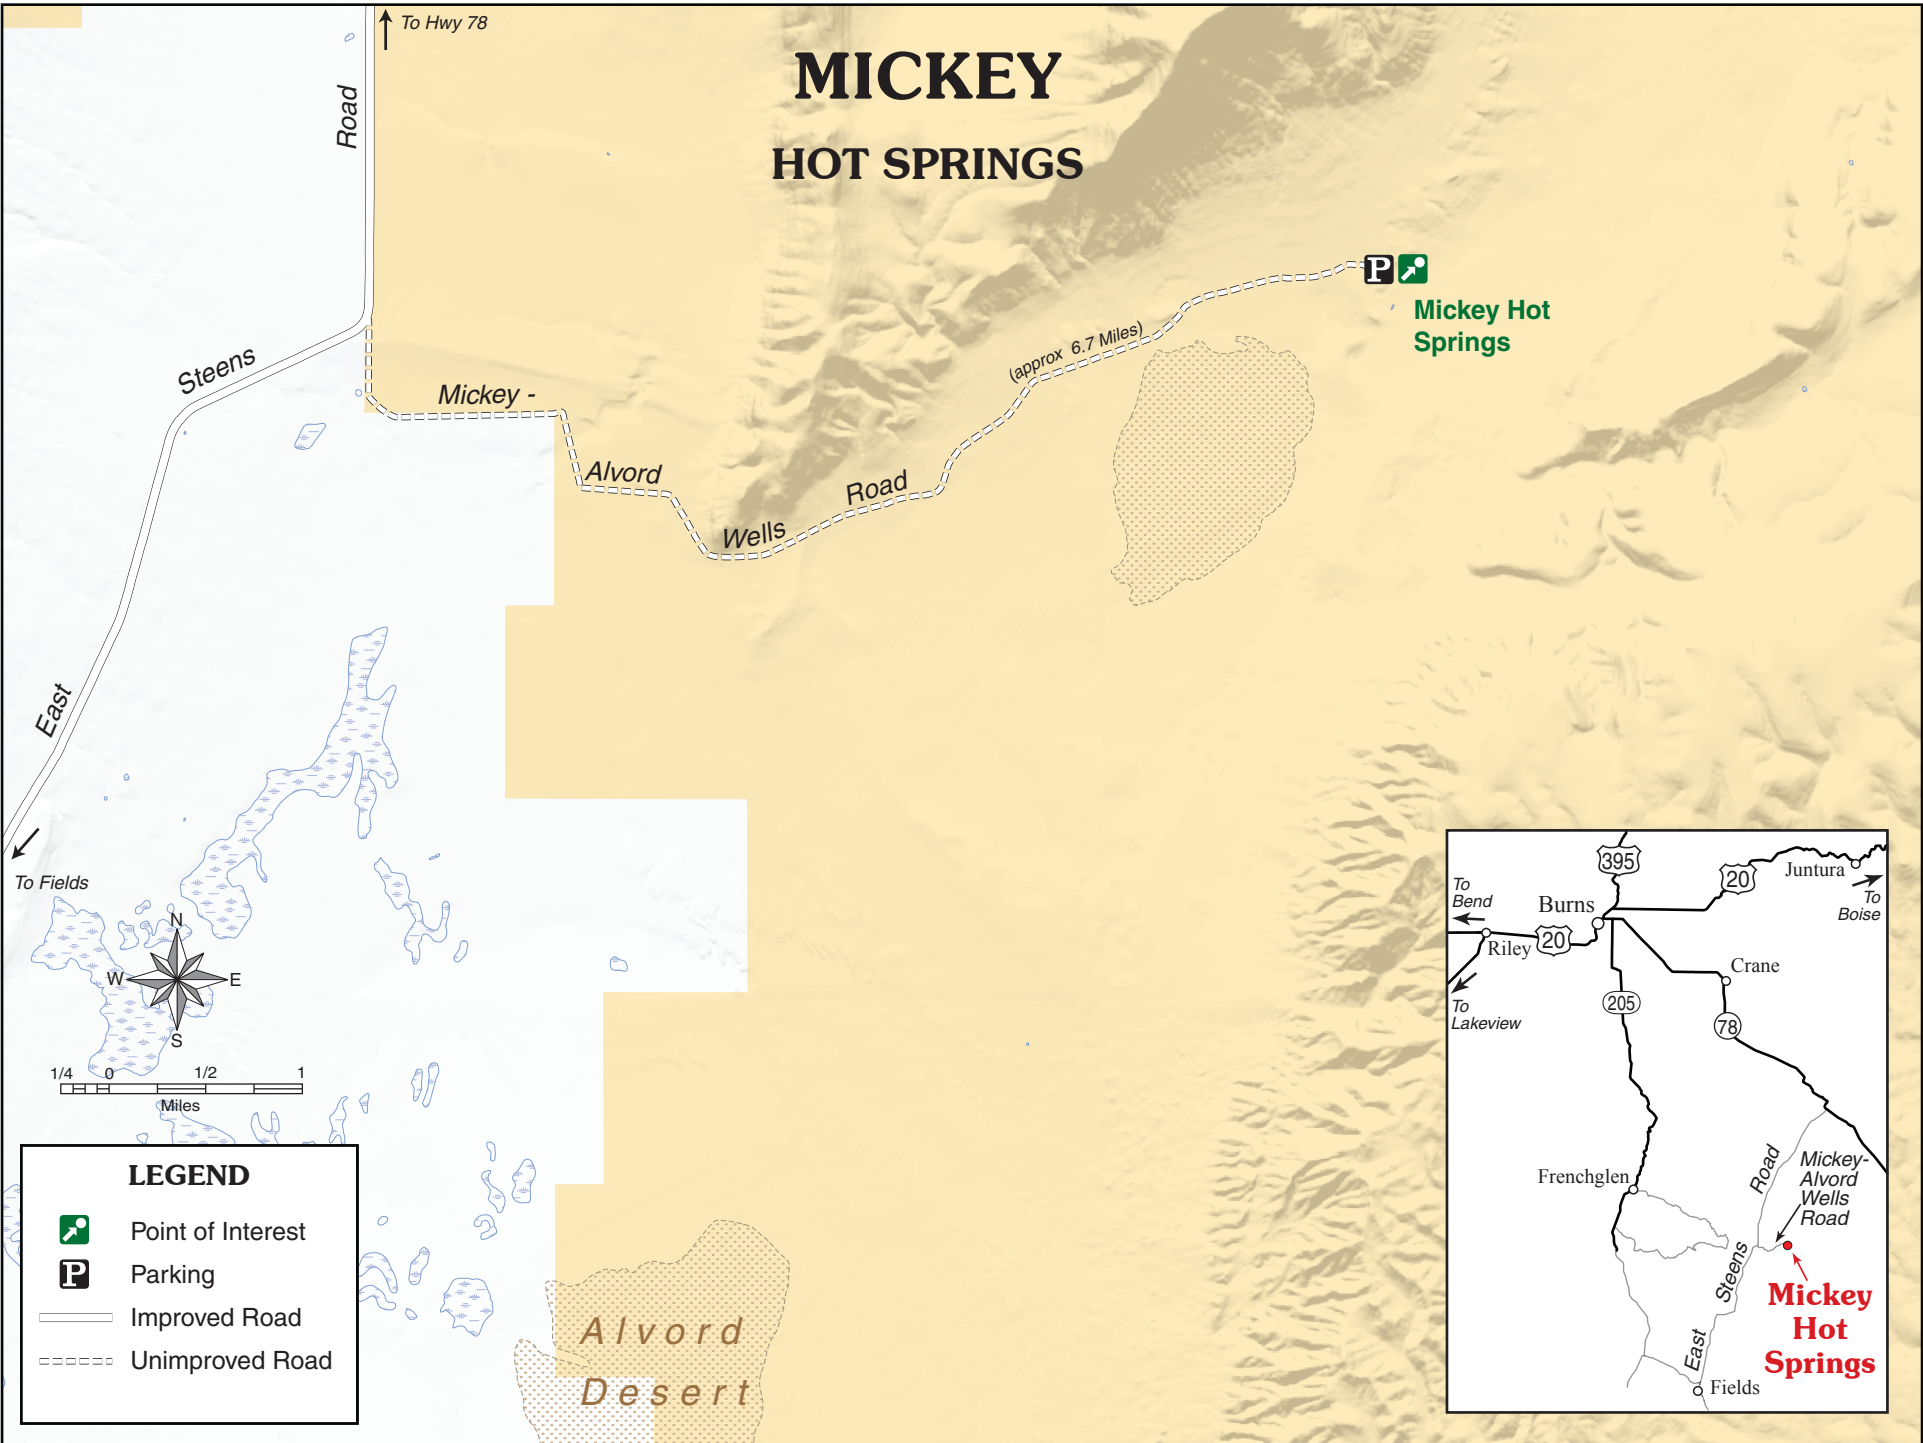 To Hwy 78
MICKEY
HOT SPRINGS
Road
Steens
East
To Fields
Mickey -
Alvord
Wells
Road
(approx 6.7 Miles)
P
Mickey Hot
Springs
N
W
E
S
1/4 0 1/2 1
Miles
LEGEND
Point of Interest
P Parking
Improved Road
Unimproved Road
Alvord
Desert
395
20
Juntura
To
Boise
To
Bend
Burns
Riley
20
To
Lakeview
Crane
205
78
Frenchglen
Road
Steens
East
Mickey-
Alvord
Wells
Road
Mickey
Hot
Springs
Fields